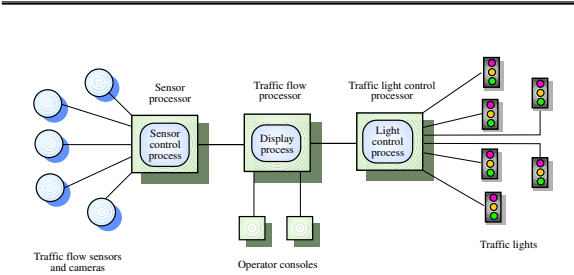 Sensor
processor
Traffic flow
processor
Traffic light control
processor
Sensor
control
process
Display
process
Light
control
process
Traffic flow sensors
and cameras
Operator consoles
Traffic lights